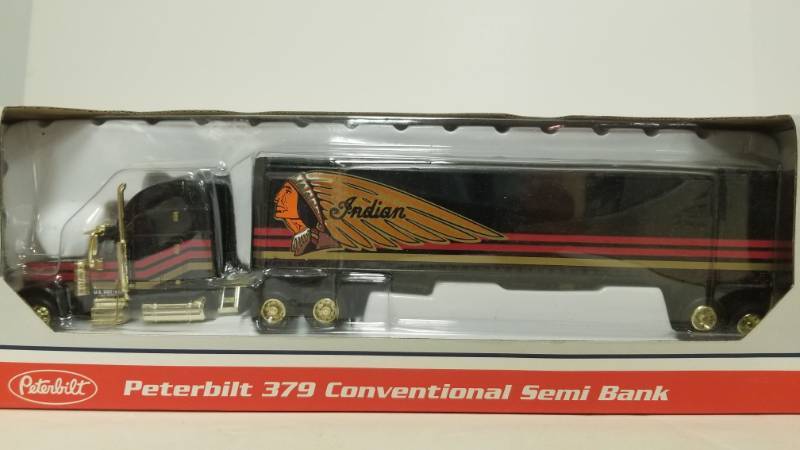 Indian
Peterbilt
Peterbilt 379 Conventional Semi Bank